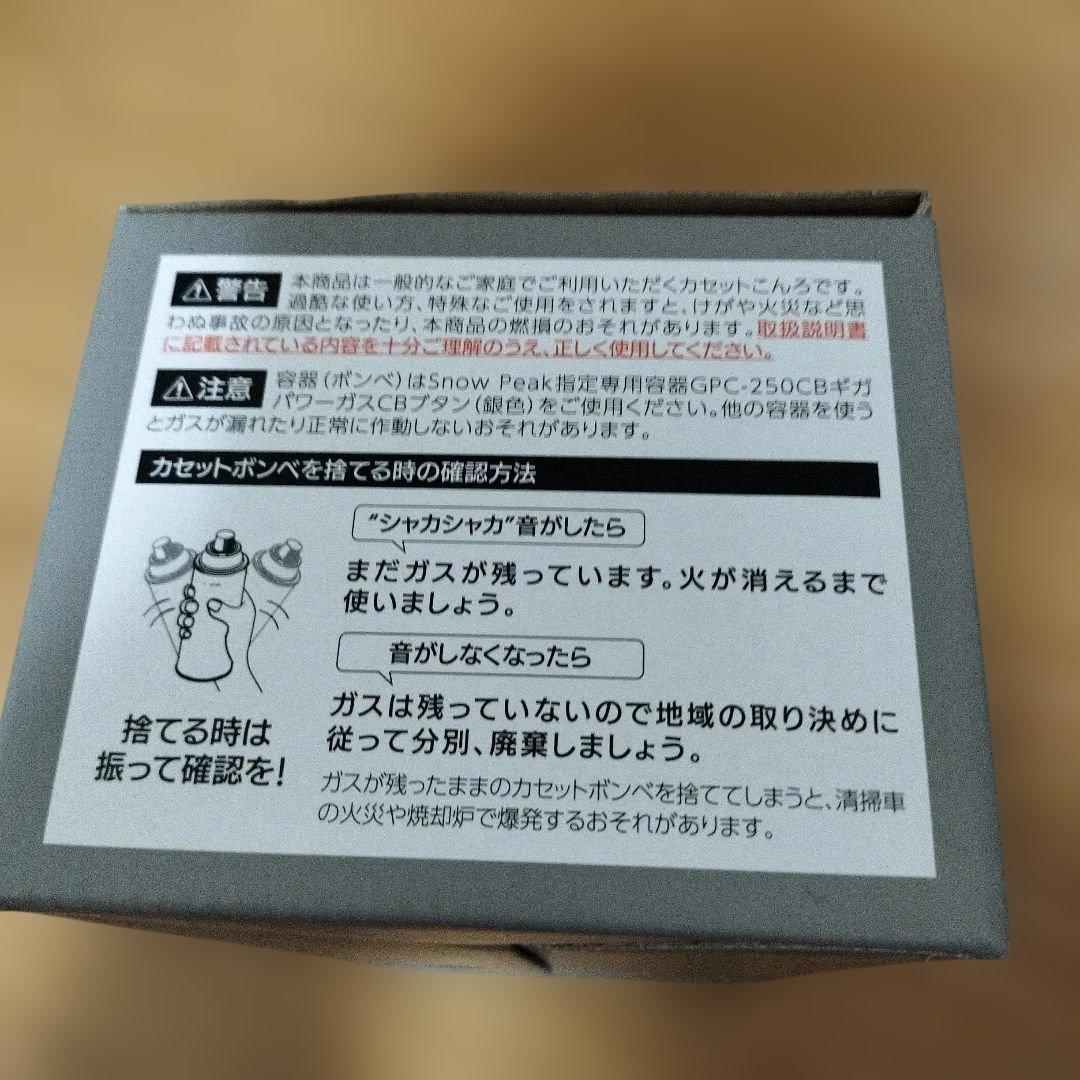 警告 本商品は一般的なご家庭でご利用いただくカセットこんろです。
過酷な使い方、特殊なご使用をされますと、けがや火災など思
わぬ事故の原因となったり、本商品の燃損のおそれがあります。取扱説明書
に記載されている内容を十分ご理解のうえ、正しく使用してください。
注意 容器(ボンベ)はSnow Peak指定専用容器GPC-250CBギガ
パワーガスCBブタン(銀色)をご使用ください。他の容器を使う
とガスが漏れたり正常に作動しないおそれがあります。
カセットボンベを捨てる時の確認方法
"シャカシャカ"音がしたら
まだガスが残っています。火が消えるまで
使いましょう。
音がしなくなったら
ガスは残っていないので地域の取り決めに
従って分別、廃棄しましょう。
捨てる時は
振って確認を!
ガスが残ったままのカセットボンベを捨ててしまうと、清掃車
の火災や焼却炉で爆発するおそれがあります。